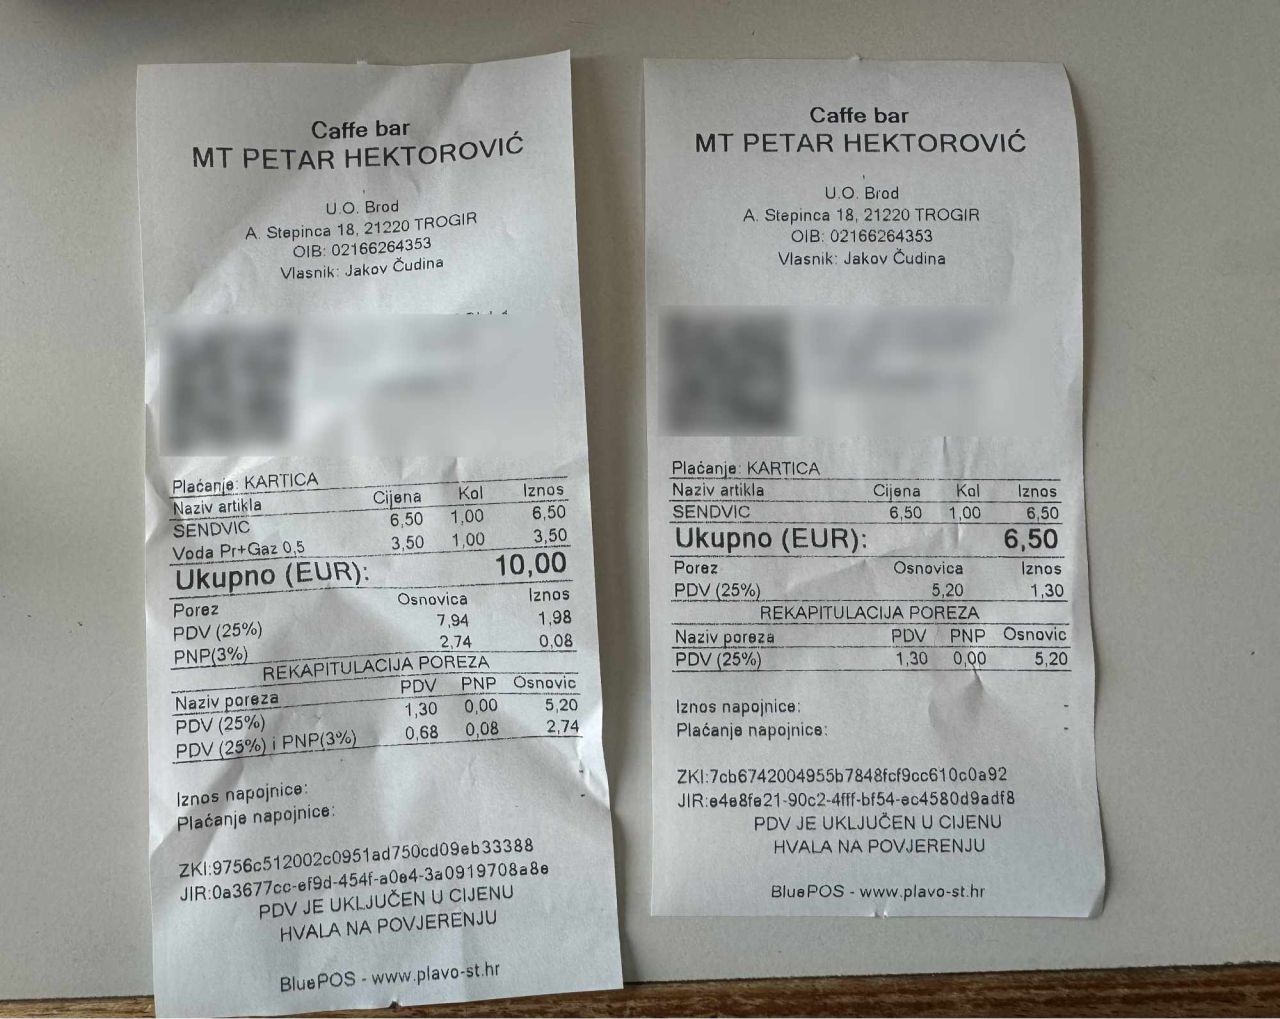 Caffe bar
MT PETAR HEKTOROVIĆ
U.O. Brod
A. Stepinca 18, 21220 TROGIR
OIB: 02166264353
Vlasnik: Jakov Čudina
Plaćanje: KARTICA
Naziv artikla Cijena Kol Iznos
SENDVIC 6,50 1,00 6,50
Voda Pr+Gaz 0,5 3,50 1,00 3,50
Ukupno (EUR): 10,00
Porez Osnovica Iznos
PDV (25%) 7,94 1,98
PNP(3%) 2,74 0,08
REKAPITULACIJA POREZA
Naziv poreza PDV PNP Osnovic
PDV (25%) 1,30 0,00 5,20
PDV (25%) i PNP(3%) 0,68 0,08 2,74
Iznos napojnice: -
Plaćanje napojnice: -
ZKI:9756c512002c0951ad750cd09eb33388
JIR:0a3677cc-ef9d-454f-a0e4-3a0919708a8e
PDV JE UKLJUČEN U CIJENU
HVALA NA POVJERENJU
BluePOS - www.plavo-st.hr
Caffe bar
MT PETAR HEKTOROVIĆ
U.O. Brod
A. Stepinca 18, 21220 TROGIR
OIB: 02166264353
Vlasnik: Jakov Čudina
Plaćanje: KARTICA
Naziv artikla Cijena Kol Iznos
SENDVIC 6,50 1,00 6,50
Ukupno (EUR): 6,50
Porez Osnovica Iznos
PDV (25%) 5,20 1,30
REKAPITULACIJA POREZA
Naziv poreza PDV PNP Osnovic
PDV (25%) 1,30 0,00 5,20
Iznos napojnice: -
Plaćanje napojnice: -
ZKI:7cb6742004955b7848fcf9cc610c0a92
JIR:e4e8fe21-90c2-4fff-bf54-ec4580d9adf8
PDV JE UKLJUČEN U CIJENU
HVALA NA POVJERENJU
BluePOS - www.plavo-st.hr